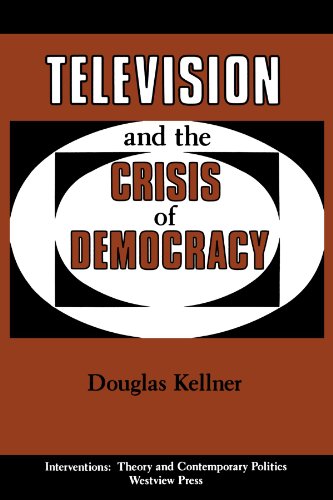 TELEVISION
and the
CRISIS
of
DEMOCRACY
Douglas Kellner
Interventions: Theory and Contemporary Politics
Westview Press